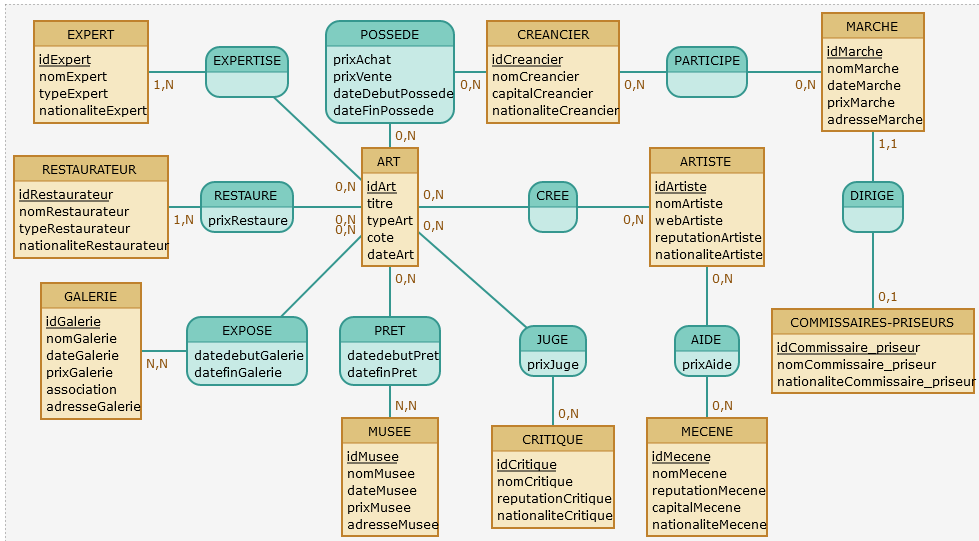 EXPERT
idExpert
nomExpert
typeExpert
nationaliteExpert
1,N
EXPERTISE
0,N
POSSEDE
prixAchat
prixVente
dateDebutPossede
dateFinPossede
0,N
0,N
CREANCIER
idCreancier
nomCreancier
capitalCreancier
nationaliteCreancier
0,N
PARTICIPE
0,N
MARCHE
idMarche
nomMarche
dateMarche
prixMarche
adresseMarche
1,1
RESTAURATEUR
idRestaurateur
nomRestaurateur
typeRestaurateur
nationaliteRestaurateur
1,N
RESTAURE
prixRestaure
0,N
0,N
ART
idArt
titre
typeArt
cote
dateArt
0,N
0,N
0,N
CREE
0,N
ARTISTE
idArtiste
nomArtiste
webArtiste
reputationArtiste
nationaliteArtiste
0,N
DIRIGE
0,1
GALERIE
idGalerie
nomGalerie
dateGalerie
prixGalerie
association
adresseGalerie
N,N
EXPOSE
datedebutGalerie
datefinGalerie
PRET
datedebutPret
datefinPret
N,N
JUGE
prixJuge
0,N
AIDE
prixAide
0,N
COMMISSAIRES-PRISEURS
idCommissaire_priseur
nomCommissaire_priseur
nationaliteCommissaire_priseur
MUSEE
idMusee
nomMusee
dateMusee
prixMusee
adresseMusee
CRITIQUE
idCritique
nomCritique
reputationCritique
nationaliteCritique
MECENE
idMecene
nomMecene
reputationMecene
capitalMecene
nationaliteMecene